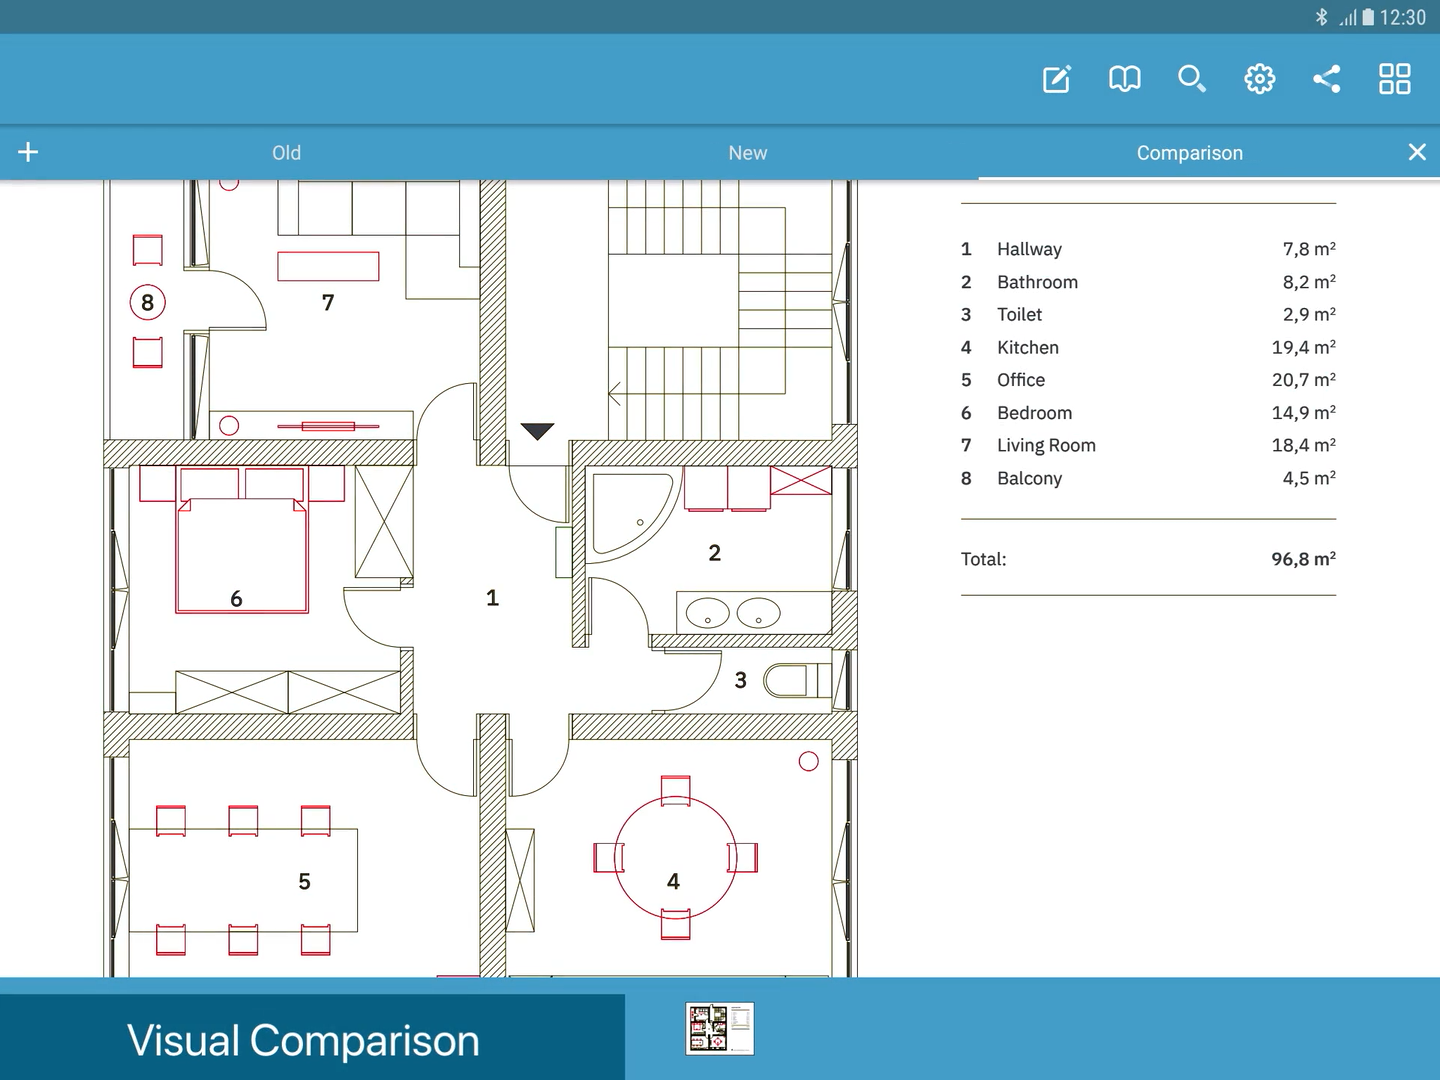 12:30
Old
New
Comparison
1 Hallway 7,8 m²
2 Bathroom 8,2 m²
3 Toilet 2,9 m²
4 Kitchen 19,4 m²
5 Office 20,7 m²
6 Bedroom 14,9 m²
7 Living Room 18,4 m²
8 Balcony 4,5 m²
Total: 96,8 m²
8
7
2
6
1
3
5
4
Visual Comparison